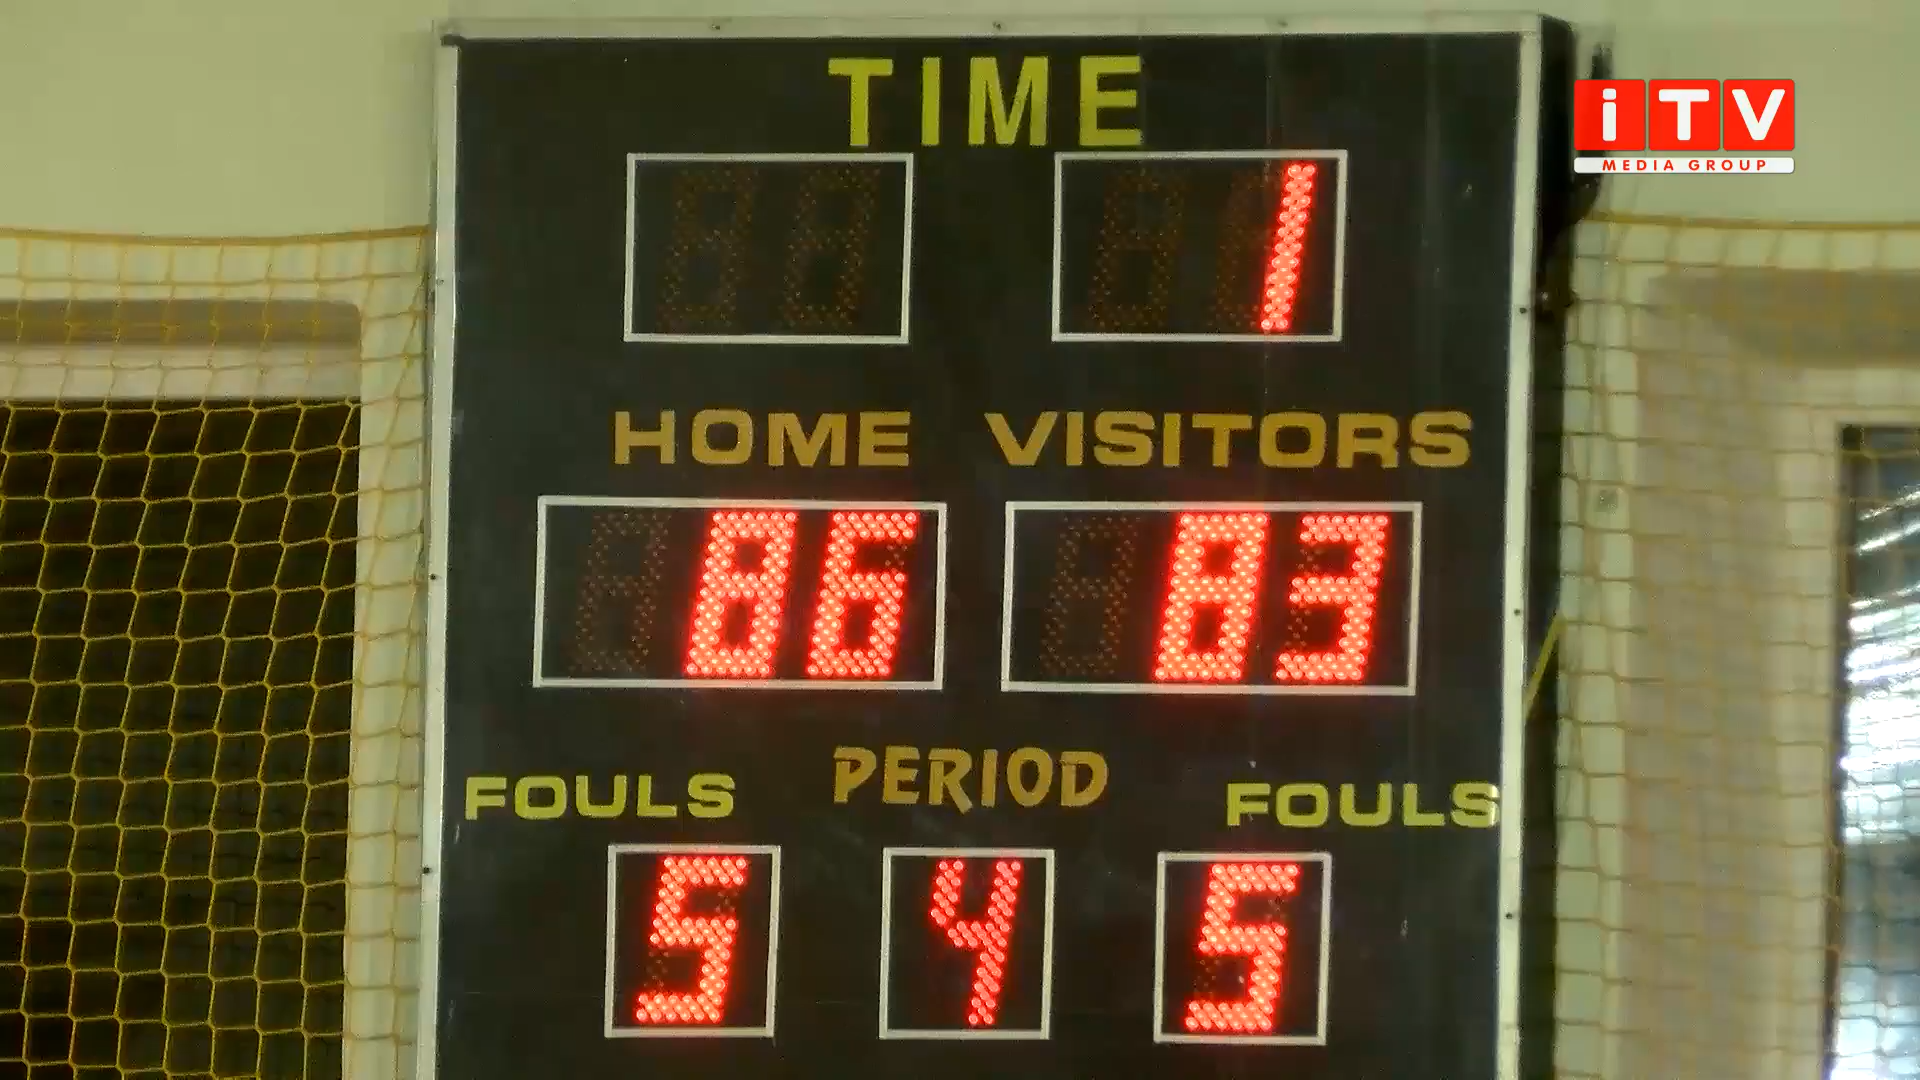 TIME
iTV
MEDIA GROUP
1
HOME VISITORS
86 83
FOULS PERIOD FOULS
5 4 5